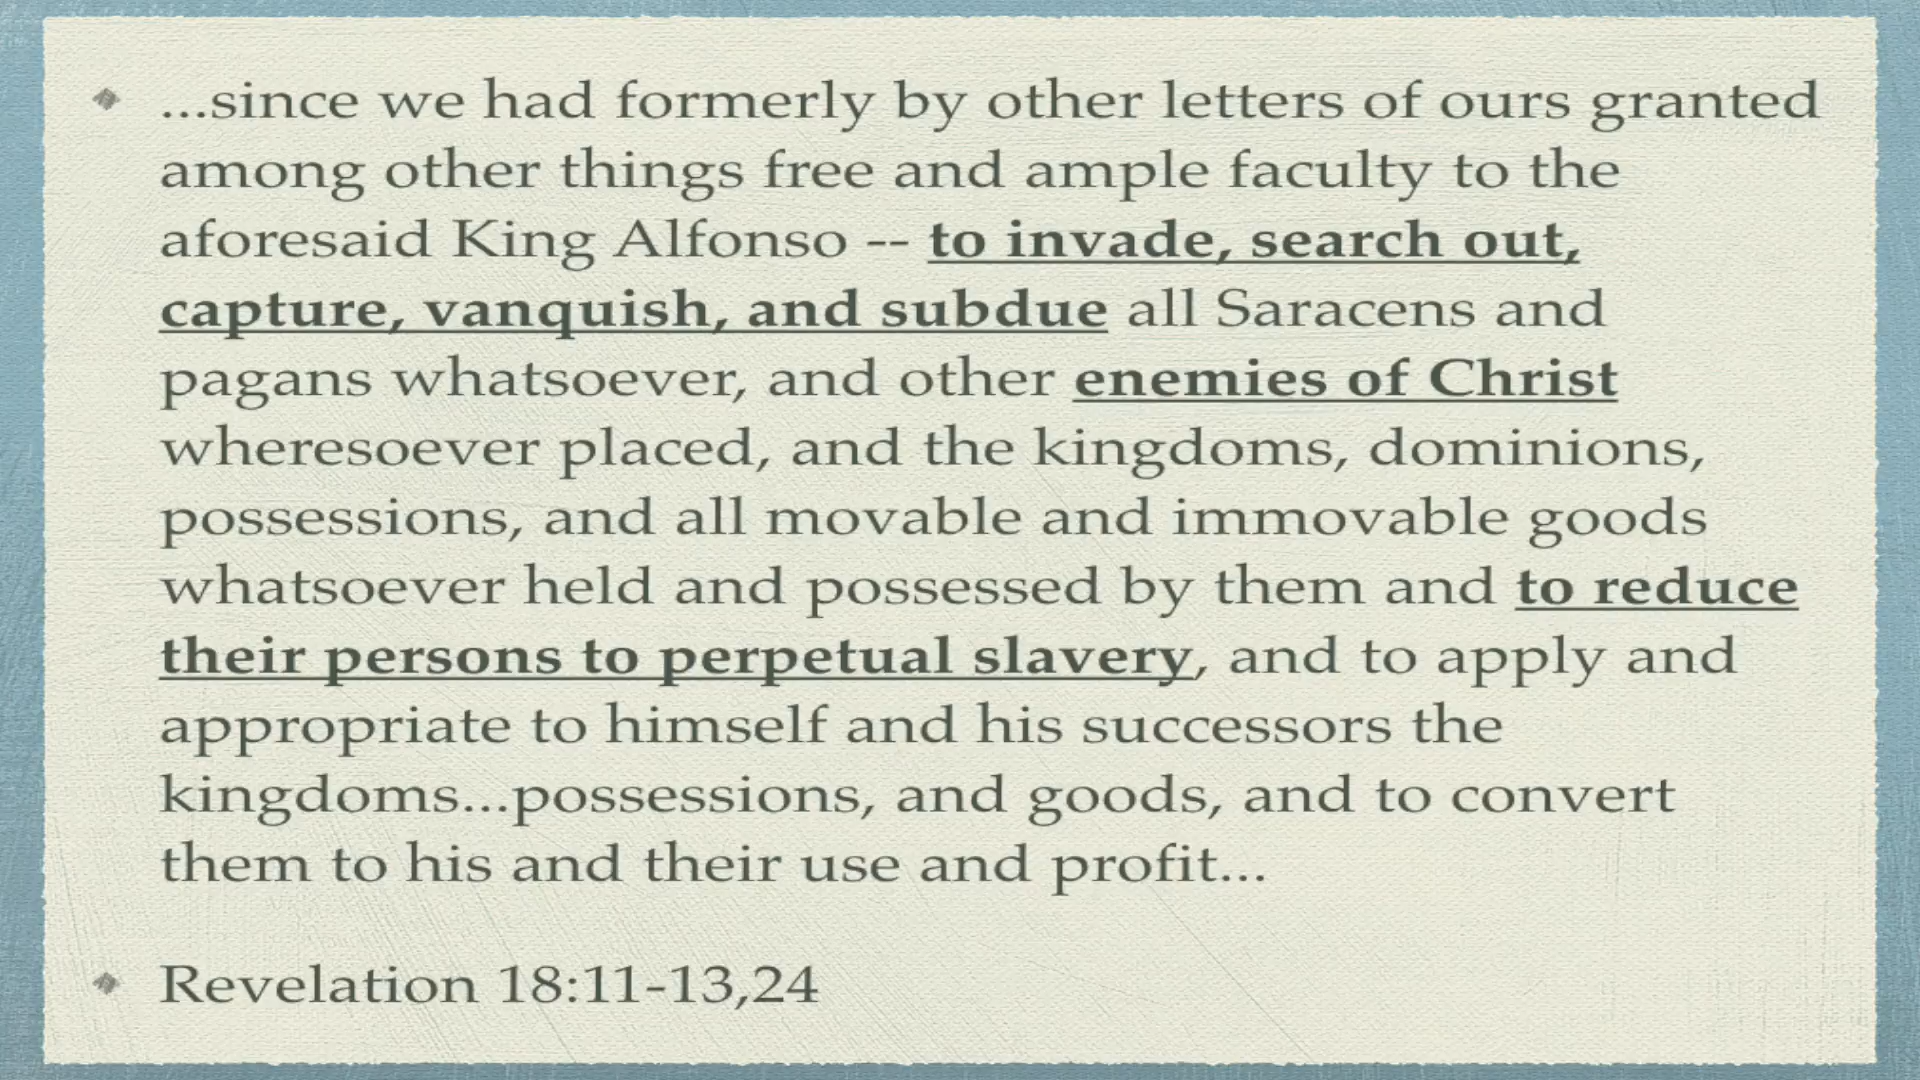 ...since we had formerly by other letters of ours granted
among other things free and ample faculty to the
aforesaid King Alfonso -- to invade, search out,
capture, vanquish, and subdue all Saracens and
pagans whatsoever, and other enemies of Christ
wheresoever placed, and the kingdoms, dominions,
possessions, and all movable and immovable goods
whatsoever held and possessed by them and to reduce
their persons to perpetual slavery, and to apply and
appropriate to himself and his successors the
kingdoms...possessions, and goods, and to convert
them to his and their use and profit...
Revelation 18:11-13,24